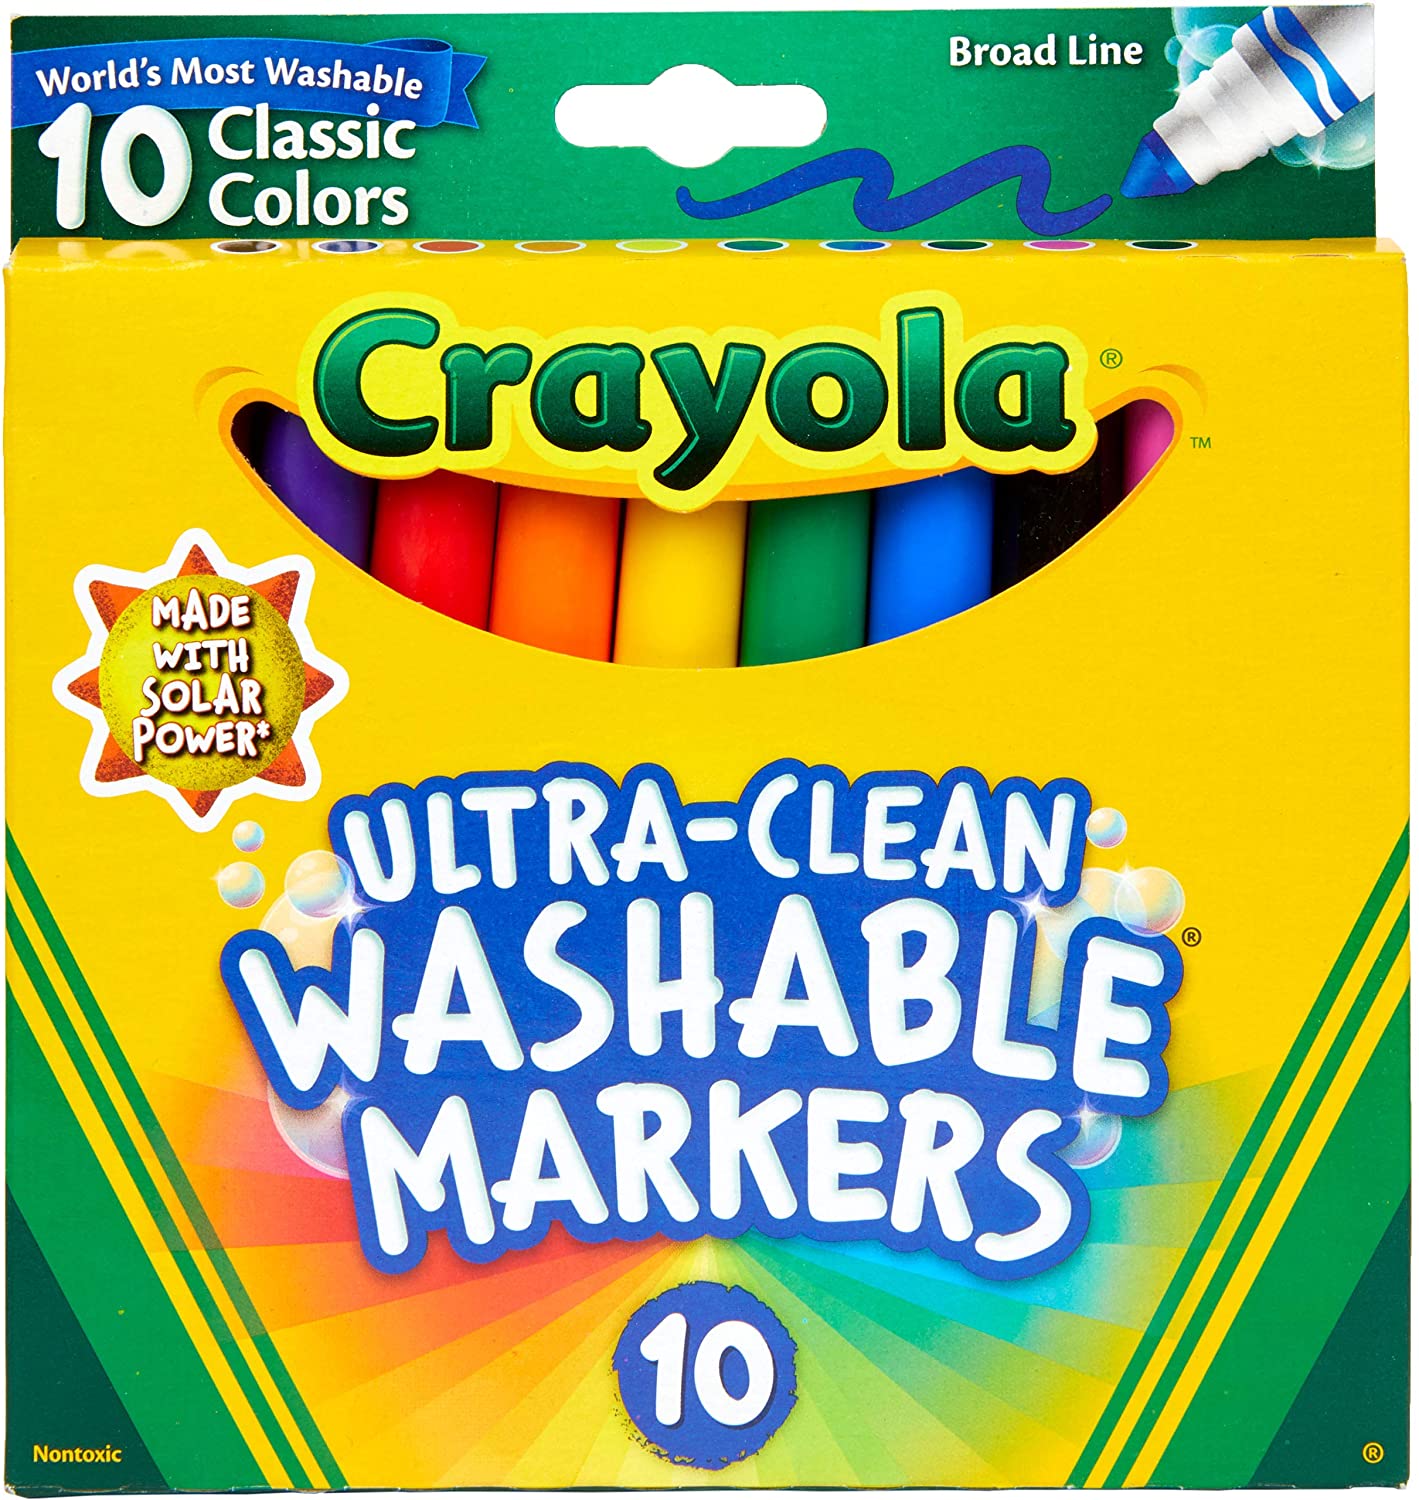 World's Most Washable
10 Classic
Colors
Broad Line
Crayola®
™
MADE
WITH
SOLAR
POWER*
ULTRA-CLEAN
WASHABLE®
MARKERS
10
Nontoxic
®